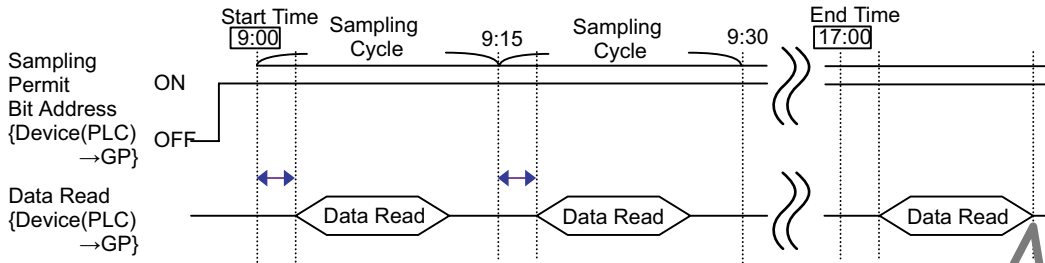 Start Time
End Time
9:00
Sampling
Cycle
9:15
Sampling
Cycle
9:30
17:00
Sampling
Permit
Bit Address
{Device(PLC)
→GP}
ON
OFF
Data Read
{Device(PLC)
→GP}
Data Read
Data Read
Data Read